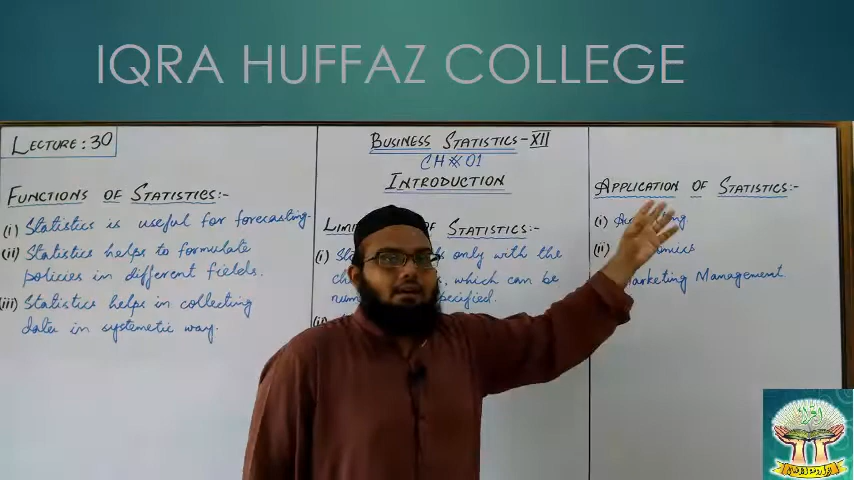 IQRA HUFFAZ COLLEGE
LECTURE: 30
BUSINESS STATISTICS-XII
CH # 01
INTRODUCTION
FUNCTIONS OF STATISTICS:-
(i) Statistics is useful for forecasting.
(ii) Statistics helps to formulate
policies in different fields.
(iii) Statistics helps in collecting
data in systemetic way.
OF STATISTICS:-
(i)
only with the
which can be
APPLICATION OF STATISTICS:-
(i)
(ii)
Marketing Management.